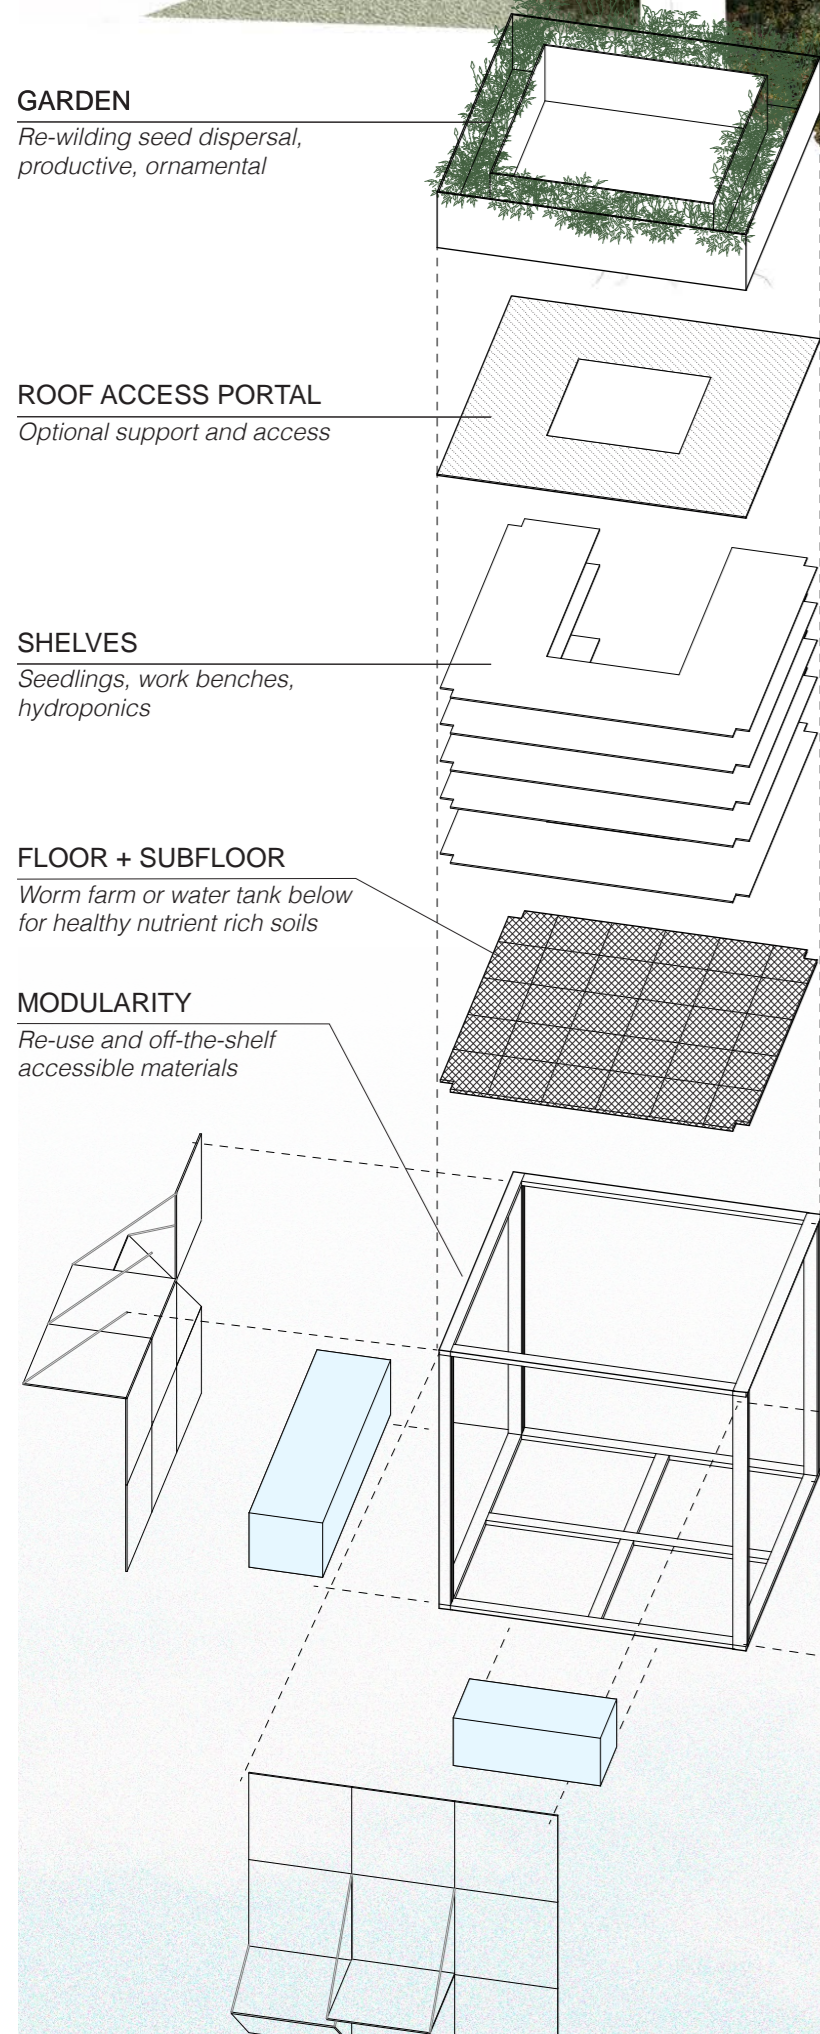 GARDEN
Re-wilding seed dispersal,
productive, ornamental
ROOF ACCESS PORTAL
Optional support and access
SHELVES
Seedlings, work benches,
hydroponics
FLOOR + SUBFLOOR
Worm farm or water tank below
for healthy nutrient rich soils
MODULARITY
Re-use and off-the-shelf
accessible materials